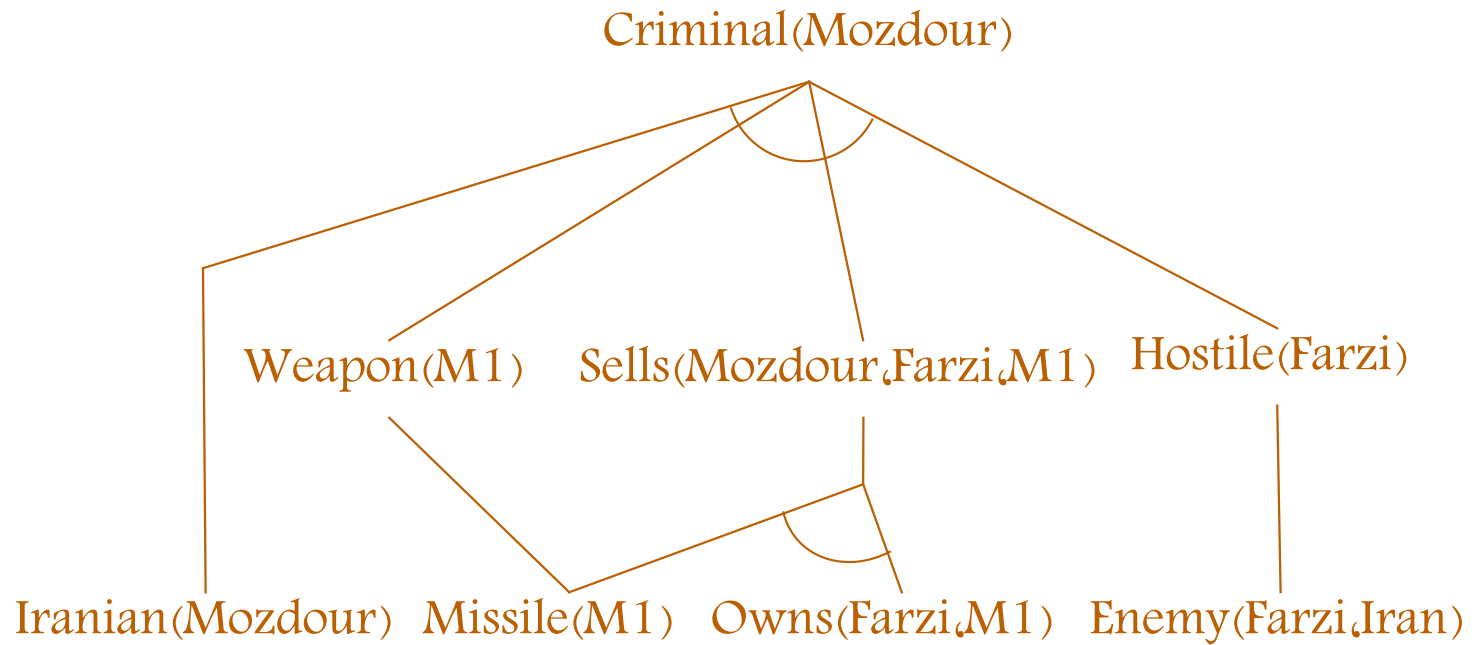 Criminal(Mozdour)
Weapon(M1) Sells(Mozdour،Farzi،M1) Hostile(Farzi)
Iranian(Mozdour) Missile(M1) Owns(Farzi،M1) Enemy(Farzi،Iran)